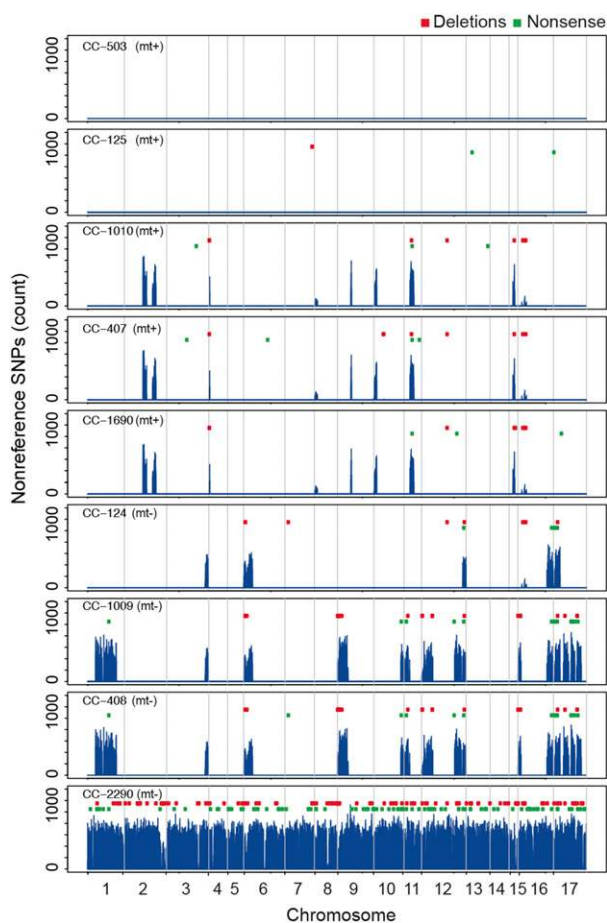 Deletions Nonsense
Nonreference SNPs (count)
CC-503 (mt+)
1000
0
CC-125 (mt+)
1000
0
CC-1010 (mt+)
1000
0
CC-407 (mt+)
1000
0
CC-1690 (mt+)
1000
0
CC-124 (mt-)
1000
0
CC-1009 (mt-)
1000
0
CC-408 (mt-)
1000
0
CC-2290 (mt-)
1000
0
1 2 3 4 5 6 7 8 9 10 11 12 13 14 15 16 17
Chromosome